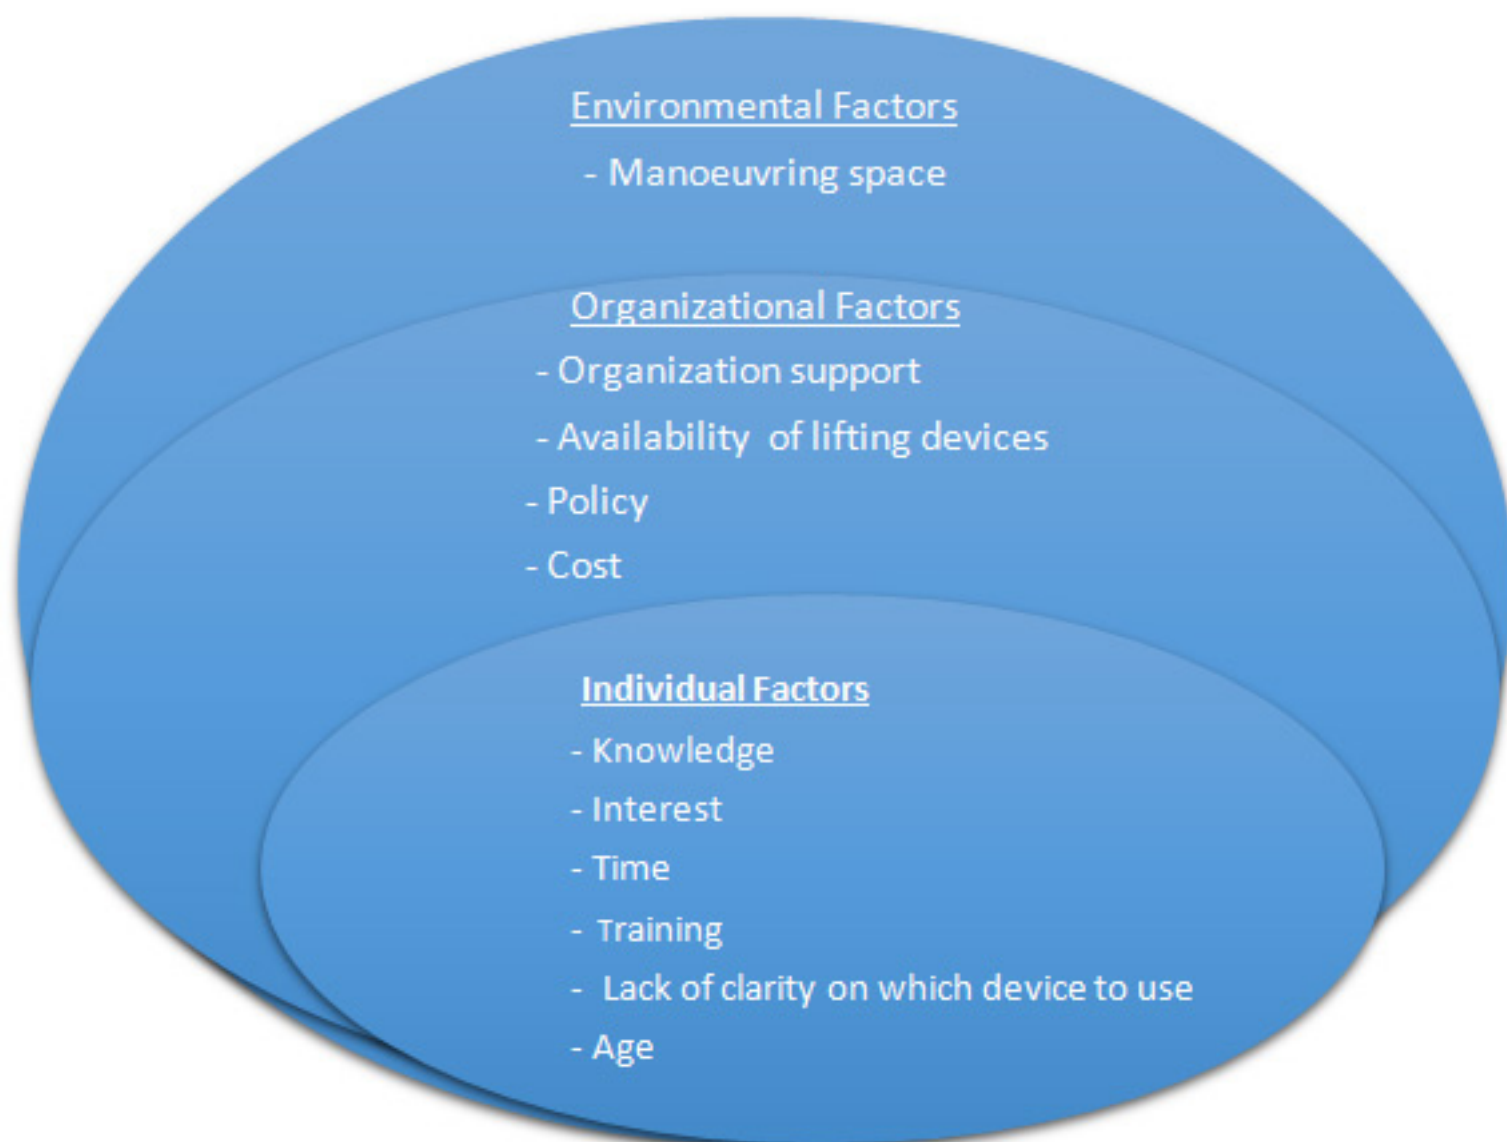 Environmental Factors
- Manoeuvring space
Organizational Factors
- Organization support
- Availability  of lifting devices
- Policy
- Cost
Individual Factors
- Knowledge
- Interest
- Time
-  Training
-  Lack of clarity on which device to use
- Age